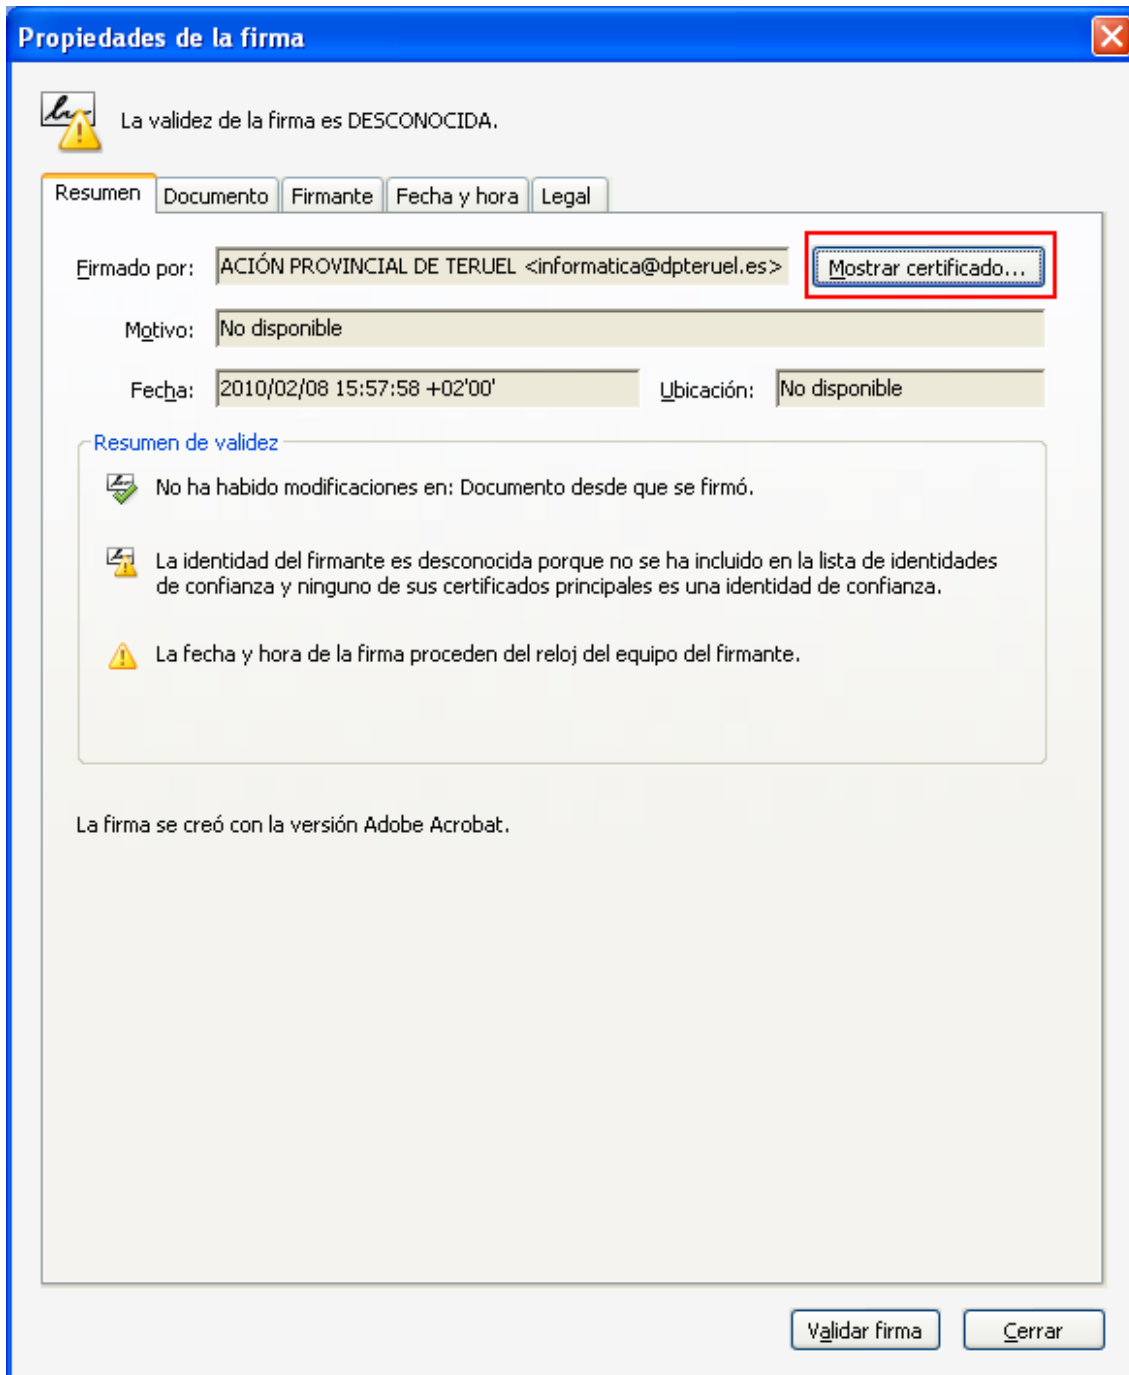 Propiedades de la firma
La validez de la firma es DESCONOCIDA.
Resumen Documento Firmante Fecha y hora Legal
Firmado por: ACIÓN PROVINCIAL DE TERUEL <informatica@dpteruel.es> Mostrar certificado...
Motivo: No disponible
Fecha: 2010/02/08 15:57:58 +02'00' Ubicación: No disponible
Resumen de validez
No ha habido modificaciones en: Documento desde que se firmó.
La identidad del firmante es desconocida porque no se ha incluido en la lista de identidades
de confianza y ninguno de sus certificados principales es una identidad de confianza.
La fecha y hora de la firma proceden del reloj del equipo del firmante.
La firma se creó con la versión Adobe Acrobat.
Validar firma Cerrar